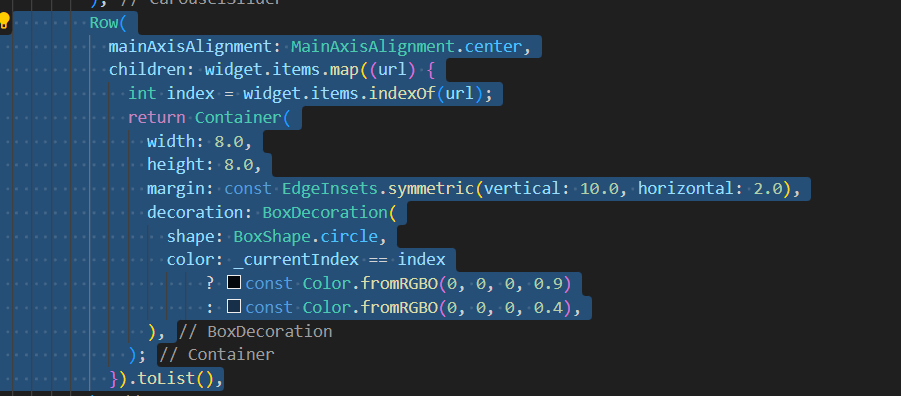 ), // CarouselSlider
Row(
mainAxisAlignment: MainAxisAlignment.center,
children: widget.items.map((url) {
int index = widget.items.indexOf(url);
return Container(
width: 8.0,
height: 8.0,
margin: const EdgeInsets.symmetric(vertical: 10.0, horizontal: 2.0),
decoration: BoxDecoration(
shape: BoxShape.circle,
color: _currentIndex == index
? const Color.fromRGBO(0, 0, 0, 0.9)
: const Color.fromRGBO(0, 0, 0, 0.4),
), // BoxDecoration
); // Container
}).toList(),